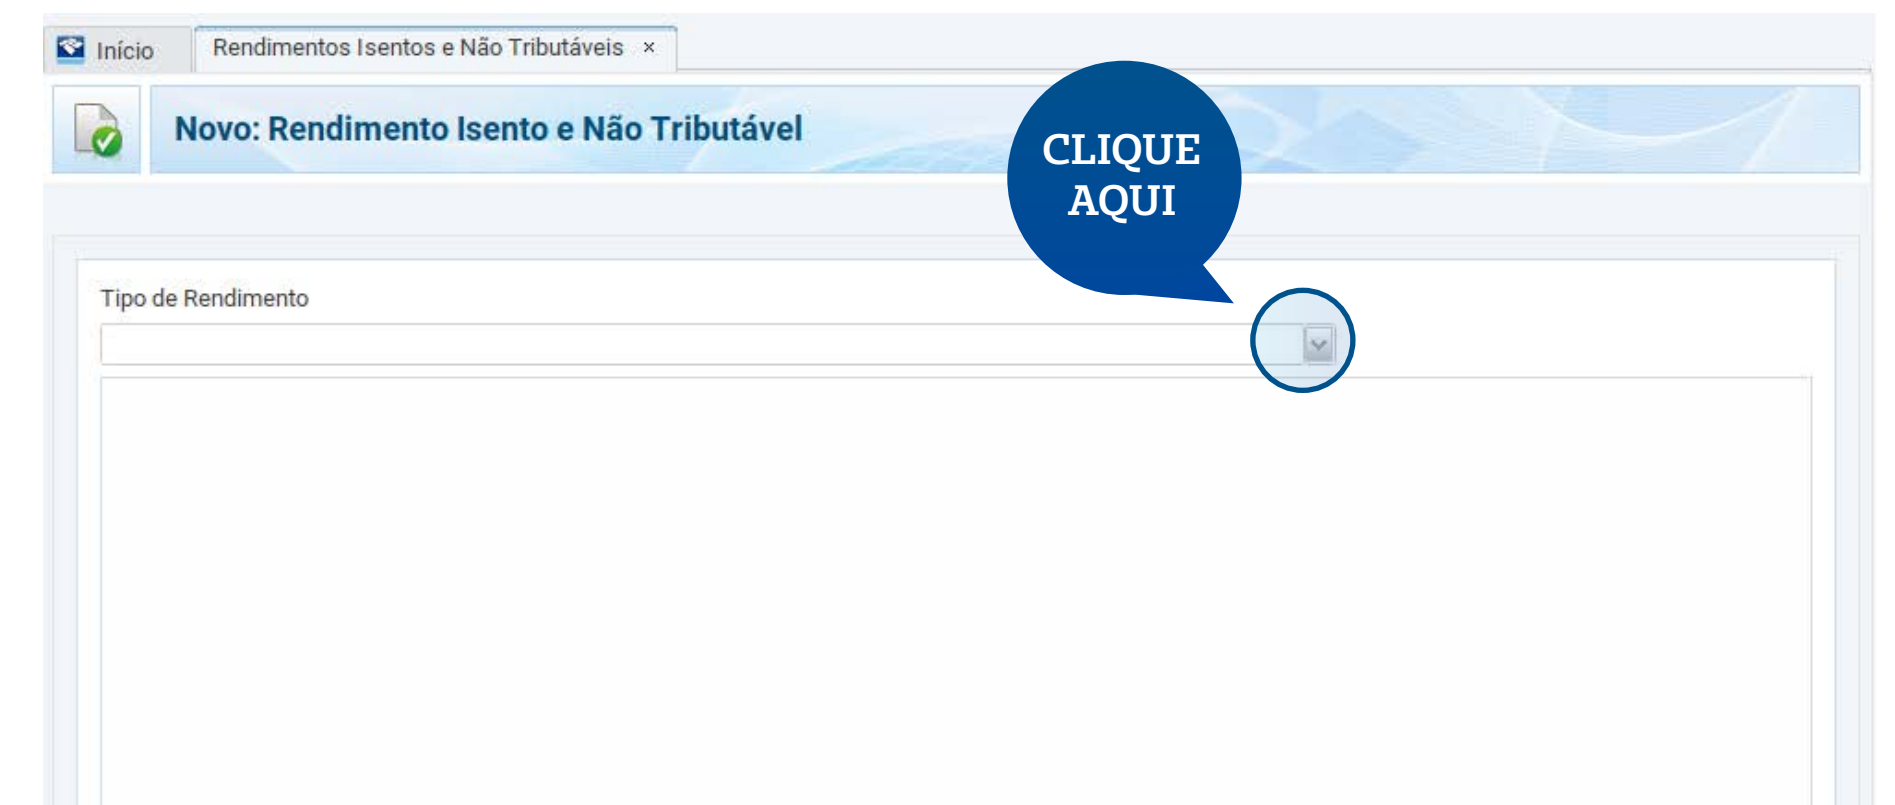 Início
Rendimentos Isentos e Não Tributáveis ×
Novo: Rendimento Isento e Não Tributável
CLIQUE
AQUI
Tipo de Rendimento